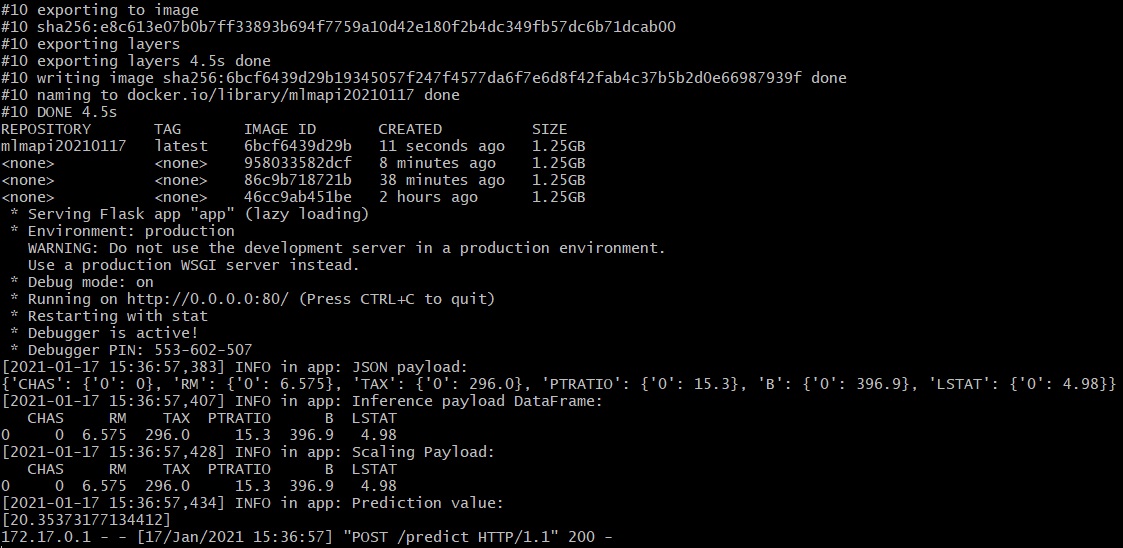 #10 exporting to image
#10 sha256:e8c613e07b0b7ff33893b694f7759a10d42e180f2b4dc349fb57dc6b71dcab00
#10 exporting layers
#10 exporting layers 4.5s done
#10 writing image sha256:6bcf6439d29b19345057f247f4577da6f7e6d8f42fab4c37b5b2d0e66987939f done
#10 naming to docker.io/library/mlmapi20210117 done
#10 DONE 4.5s
REPOSITORY       TAG       IMAGE ID       CREATED          SIZE
mlmapi20210117   latest    6bcf6439d29b   11 seconds ago   1.25GB
<none>           <none>    958033582dcf   8 minutes ago    1.25GB
<none>           <none>    86c9b718721b   38 minutes ago   1.25GB
<none>           <none>    46cc9ab451be   2 hours ago      1.25GB
 * Serving Flask app "app" (lazy loading)
 * Environment: production
   WARNING: Do not use the development server in a production environment.
   Use a production WSGI server instead.
 * Debug mode: on
 * Running on http://0.0.0.0:80/ (Press CTRL+C to quit)
 * Restarting with stat
 * Debugger is active!
 * Debugger PIN: 553-602-507
[2021-01-17 15:36:57,383] INFO in app: JSON payload:
{'CHAS': {'0': 0}, 'RM': {'0': 6.575}, 'TAX': {'0': 296.0}, 'PTRATIO': {'0': 15.3}, 'B': {'0': 396.9}, 'LSTAT': {'0': 4.98}}
[2021-01-17 15:36:57,407] INFO in app: Inference payload DataFrame:
   CHAS     RM    TAX  PTRATIO      B  LSTAT
0     0  6.575  296.0     15.3  396.9   4.98
[2021-01-17 15:36:57,428] INFO in app: Scaling Payload:
   CHAS     RM    TAX  PTRATIO      B  LSTAT
0     0  6.575  296.0     15.3  396.9   4.98
[2021-01-17 15:36:57,434] INFO in app: Prediction value:
[20.35373177134412]
172.17.0.1 - - [17/Jan/2021 15:36:57] "POST /predict HTTP/1.1" 200 -